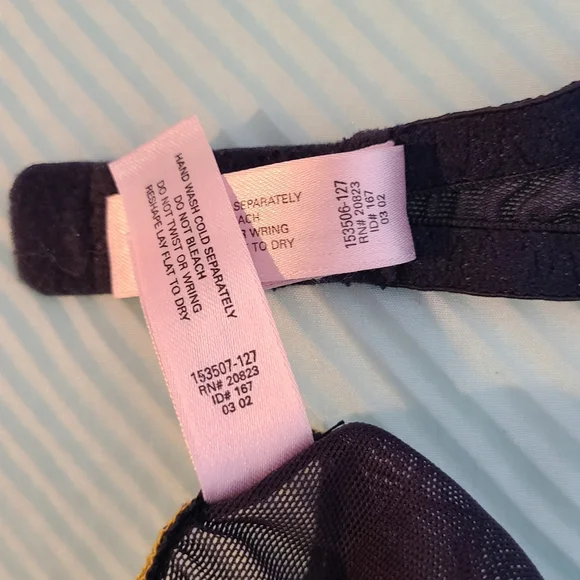 HAND WASH COLD SEPARATELY
DO NOT BLEACH
DO NOT TWIST OR WRING
RESHAPE LAY FLAT TO DRY
153507-127
RN# 20823
ID# 167
03 02
SEPARATELY
EACH
OR WRING
T TO DRY
153506-127
RN# 20823
ID# 167
03 02